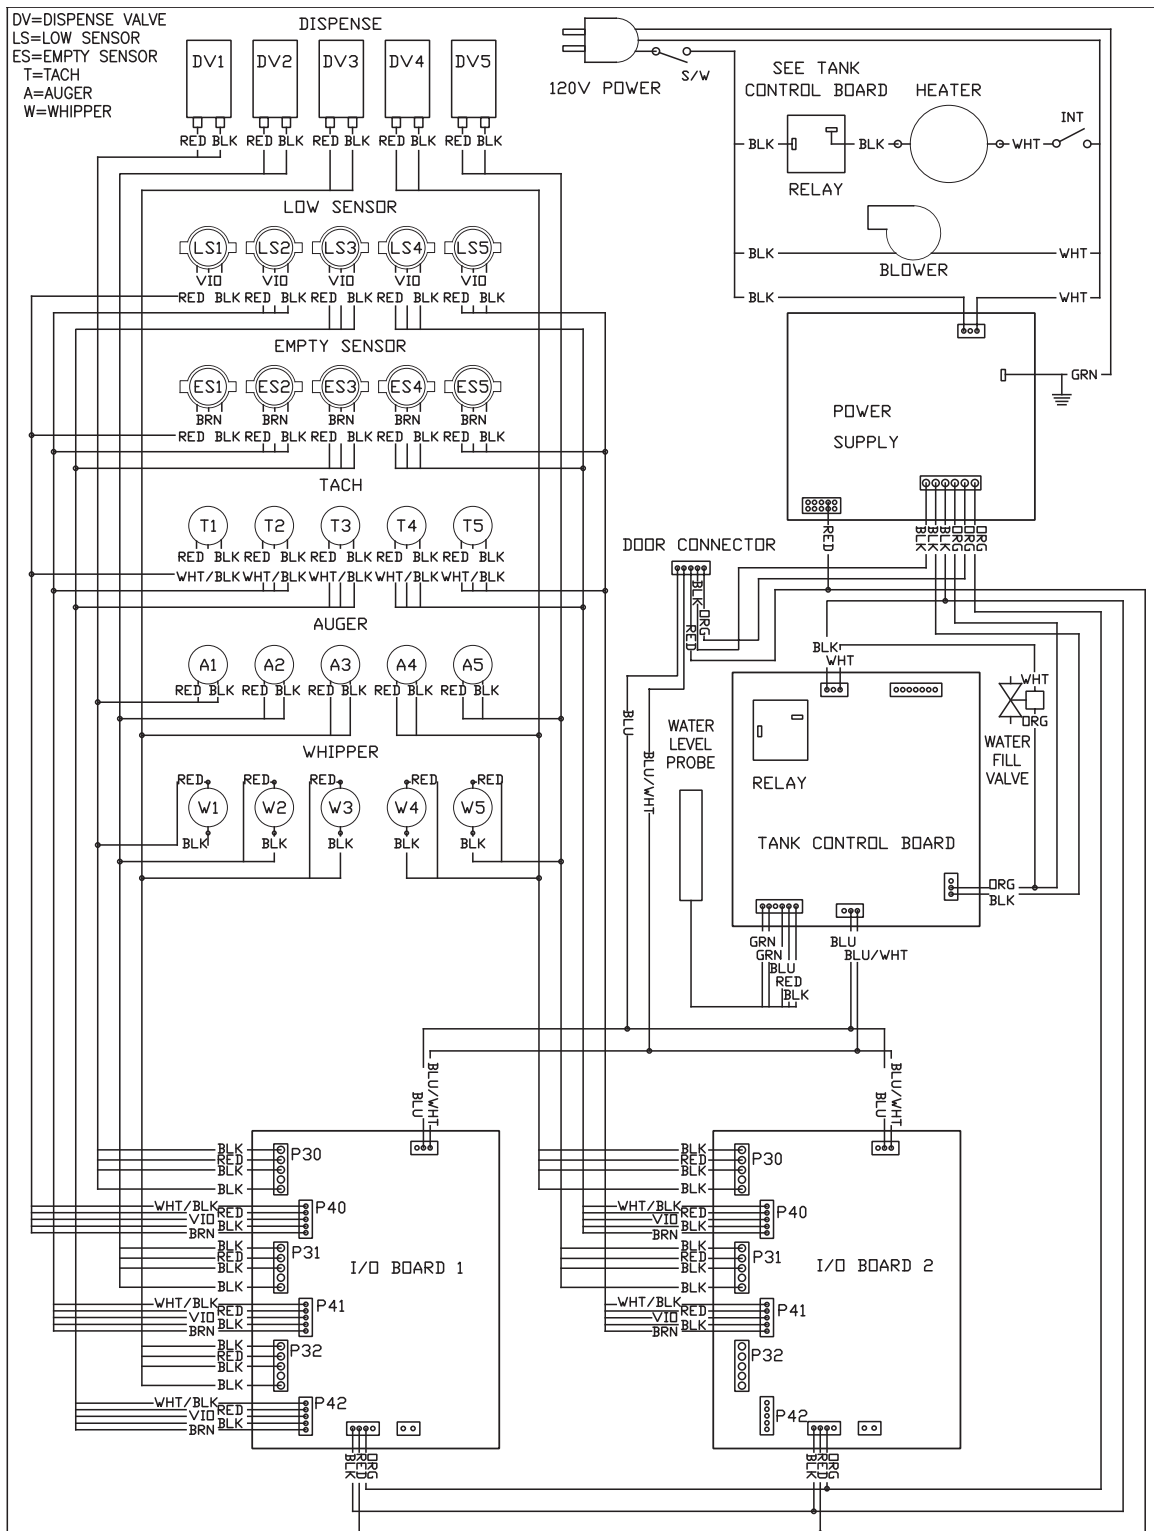 DV=DISPENSE VALVE
LS=LOW SENSOR
ES=EMPTY SENSOR
T=TACH
A=AUGER
W=WHIPPER
DISPENSE
DV1 DV2 DV3 DV4 DV5
RED BLK RED BLK RED BLK RED BLK RED BLK
LOW SENSOR
LS1 LS2 LS3 LS4 LS5
VIO VIO VIO VIO VIO
RED BLK RED BLK RED BLK RED BLK RED BLK
EMPTY SENSOR
ES1 ES2 ES3 ES4 ES5
BRN BRN BRN BRN BRN
RED BLK RED BLK RED BLK RED BLK RED BLK
TACH
T1 T2 T3 T4 T5
RED BLK RED BLK RED BLK RED BLK RED BLK
WHT/BLK WHT/BLK WHT/BLK WHT/BLK WHT/BLK
AUGER
A1 A2 A3 A4 A5
RED BLK RED BLK RED BLK RED BLK RED BLK
WHIPPER
RED RED RED RED RED
W1 W2 W3 W4 W5
BLK BLK BLK BLK BLK
120V POWER
S/W
SEE TANK
CONTROL BOARD
HEATER
INT
BLK BLK WHT
RELAY
BLK WHT
BLOWER
BLK WHT
GRN
POWER
SUPPLY
RED BLK BLK BLK ORG ORG ORG
DOOR CONNECTOR
BLK
RED ORG
BLK
WHT
WHT
ORG
WATER
FILL
VALVE
BLU
BLU/WHT
WATER
LEVEL
PROBE
RELAY
TANK CONTROL BOARD
ORG
BLK
GRN
GRN
BLU
RED
BLK
BLU
BLU/WHT
BLU
BLU/WHT
BLU
BLU/WHT
BLK
RED
BLK
BLK
P30
WHT/BLK
RED
VIO
BLK
BRN
P40
BLK
RED
BLK
BLK
P31
I/O BOARD 1
WHT/BLK
RED
VIO
BLK
BRN
P41
BLK
RED
BLK
BLK
P32
WHT/BLK
RED
VIO
BLK
BRN
P42
BLK
RED
ORG
BLK
RED
BLK
BLK
P30
WHT/BLK
RED
VIO
BLK
BRN
P40
BLK
RED
BLK
BLK
P31
I/O BOARD 2
WHT/BLK
RED
VIO
BLK
BRN
P41
P32
P42
BLK
RED
ORG